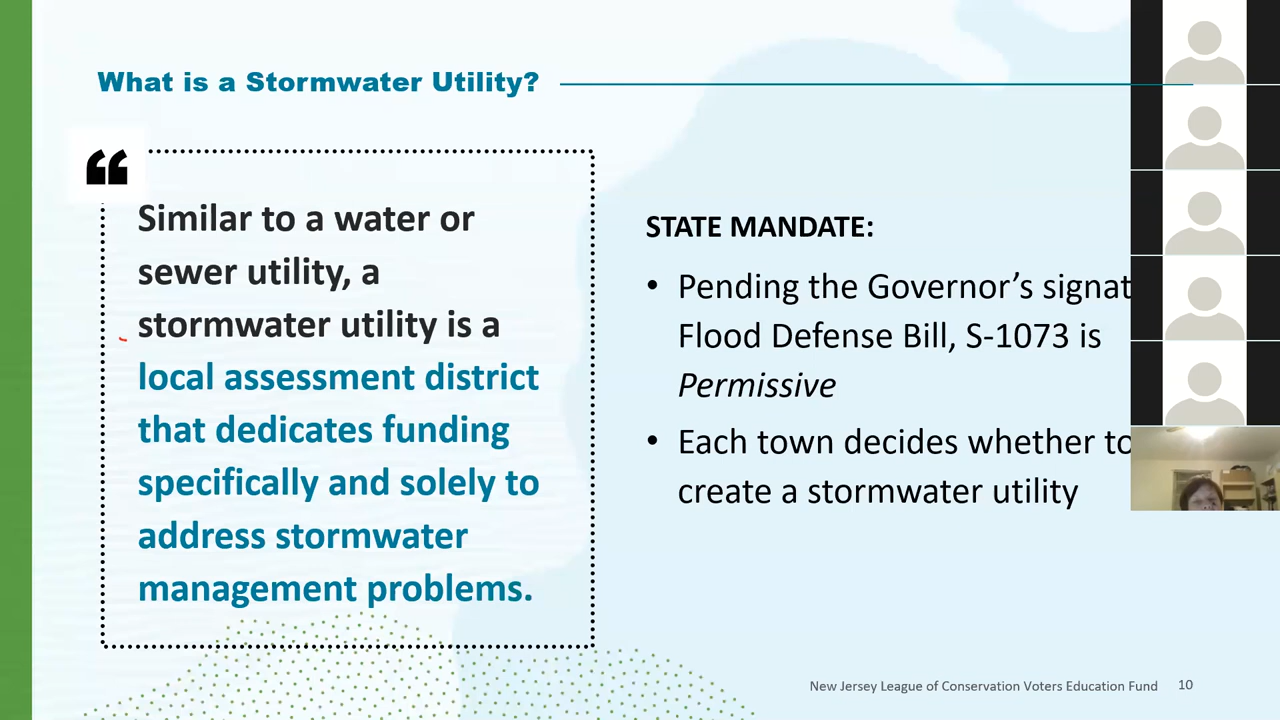 What is a Stormwater Utility?
“
Similar to a water or
sewer utility, a
stormwater utility is a
local assessment district
that dedicates funding
specifically and solely to
address stormwater
management problems.
STATE MANDATE:
• Pending the Governor’s signat
Flood Defense Bill, S-1073 is
Permissive
• Each town decides whether to
create a stormwater utility
New Jersey League of Conservation Voters Education Fund 10